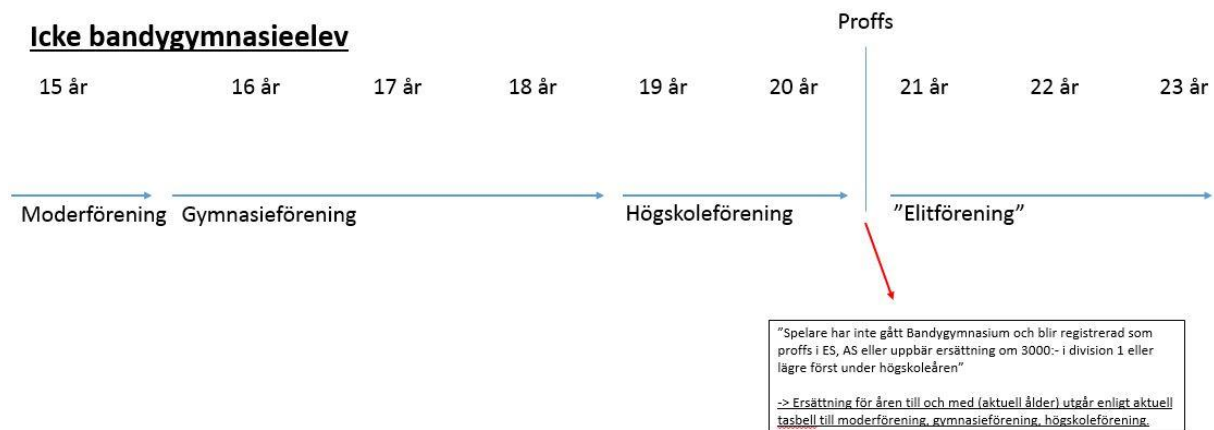 Proffs
Icke bandygymnasieelev
15 år 16 år 17 år 18 år 19 år 20 år 21 år 22 år 23 år
Moderförening Gymnasieförening Högskoleförening "Elitförening"
"Spelare har inte gått Bandygymnasium och blir registrerad som
proffs i ES, AS eller uppbär ersättning om 3000:- i division 1 eller
lägre först under högskoleåren"
-> Ersättning för åren till och med (aktuell ålder) utgår enligt aktuell
tasbell till moderförening, gymnasieförening, högskoleförening.